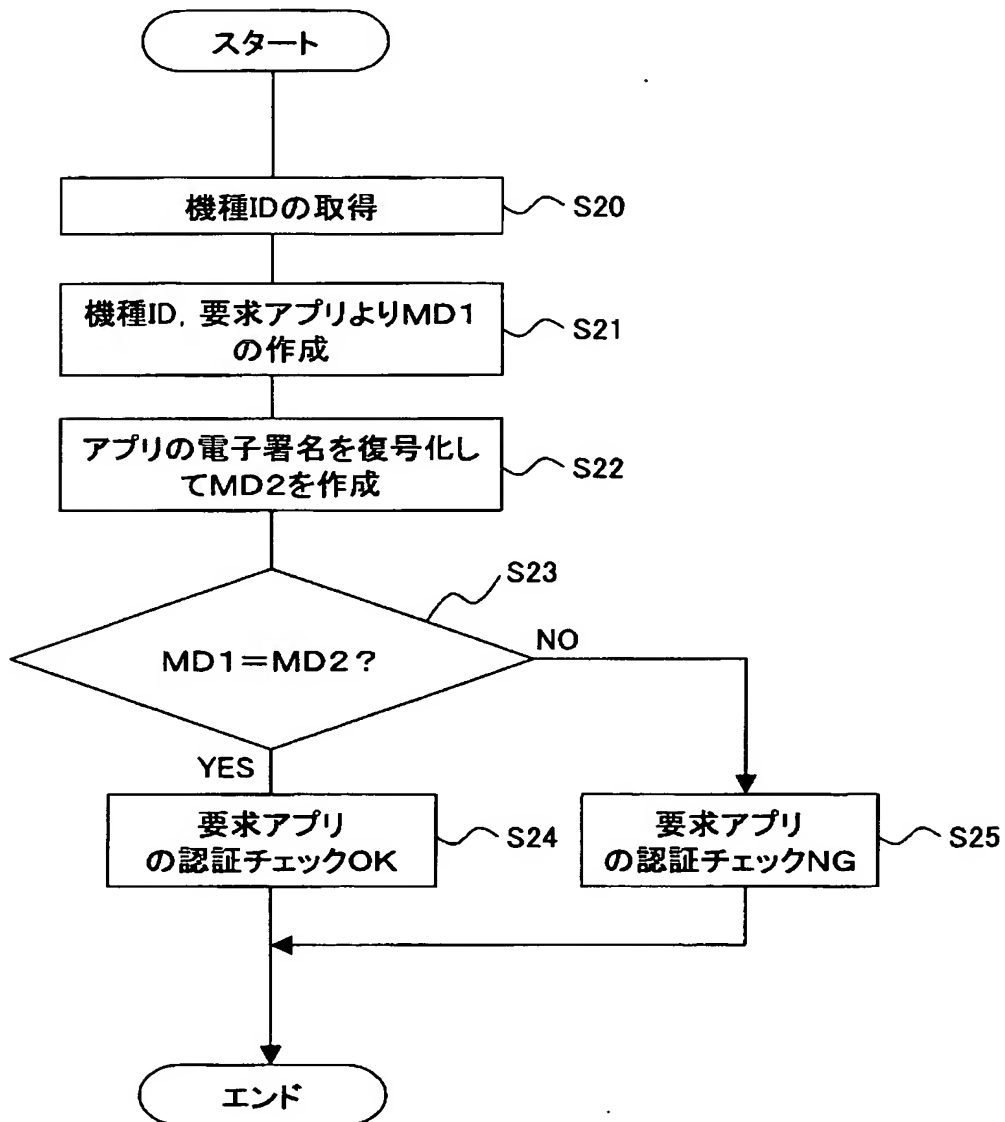 スタート
機種IDの取得
S20
機種ID,要求アプリよりMD1
の作成
S21
アプリの電子署名を復号化し
てMD2を作成
S22
S23
MD1=MD2?
NO
YES
要求アプリ
の認証チェックOK
S24
要求アプリ
の認証チェックNG
S25
エンド